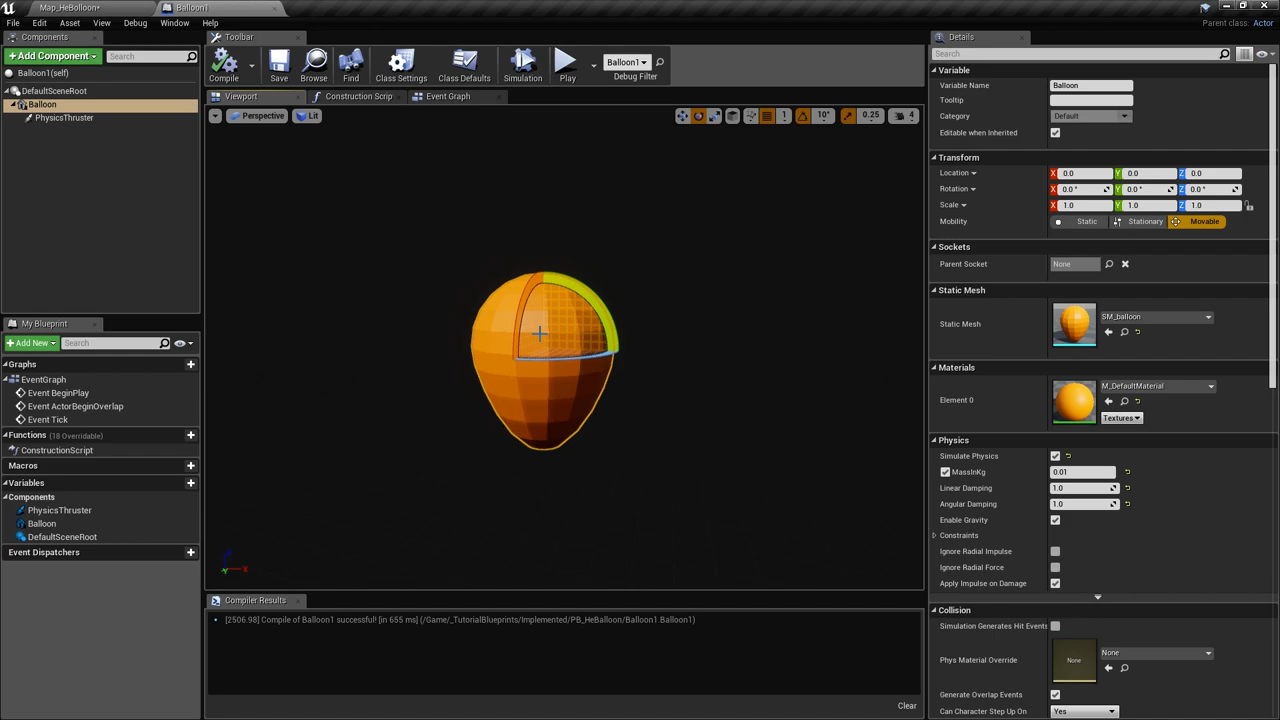 Map_HeBolloon*
Balloon1
File Edit Asset View Debug Window Help
Parent class: Actor
Components
Toolbar
Details
Add Component
Search
Balloon1(self)
DefaultSceneRoot
Balloon
PhysicsThruster
Compile
Save
Browse
Find
Class Settings
Class Defaults
Simulation
Play
Balloon1
Debug Filter
Viewport
Construction Scrip
Event Graph
Perspective
Lit
1
10°
0.25
4
X
My Blueprint
Add New
Search
Graphs
EventGraph
Event BeginPlay
Event ActorBeginOverlap
Event Tick
Functions (18 Overridable)
ConstructionScript
Macros
Variables
Components
PhysicsThruster
Balloon
DefaultSceneRoot
Event Dispatchers
Compiler Results
[2506.98] Compile of Balloon1 successful! [in 655 ms] (/Game/_TutorialBlueprints/Implemented/PB_HeBalloon/Balloon1.Balloon1)
Clear
Search
Variable
Variable Name Balloon
Tooltip
Category Default
Editable when Inherited
Transform
Location X 0.0 Y 0.0 Z 0.0
Rotation X 0.0 ° Y 0.0 ° Z 0.0 °
Scale X 1.0 Y 1.0 Z 1.0
Mobility Static Stationary Movable
Sockets
Parent Socket None
Static Mesh
Static Mesh SM_balloon
Materials
Element 0 M_DefaultMaterial
Textures
Physics
Simulate Physics
MassInKg 0.01
Linear Damping 1.0
Angular Damping 1.0
Enable Gravity
Constraints
Ignore Radial Impulse
Ignore Radial Force
Apply Impulse on Damage
Collision
Simulation Generates Hit Events
Phys Material Override None None
Generate Overlap Events
Can Character Step Up On Yes